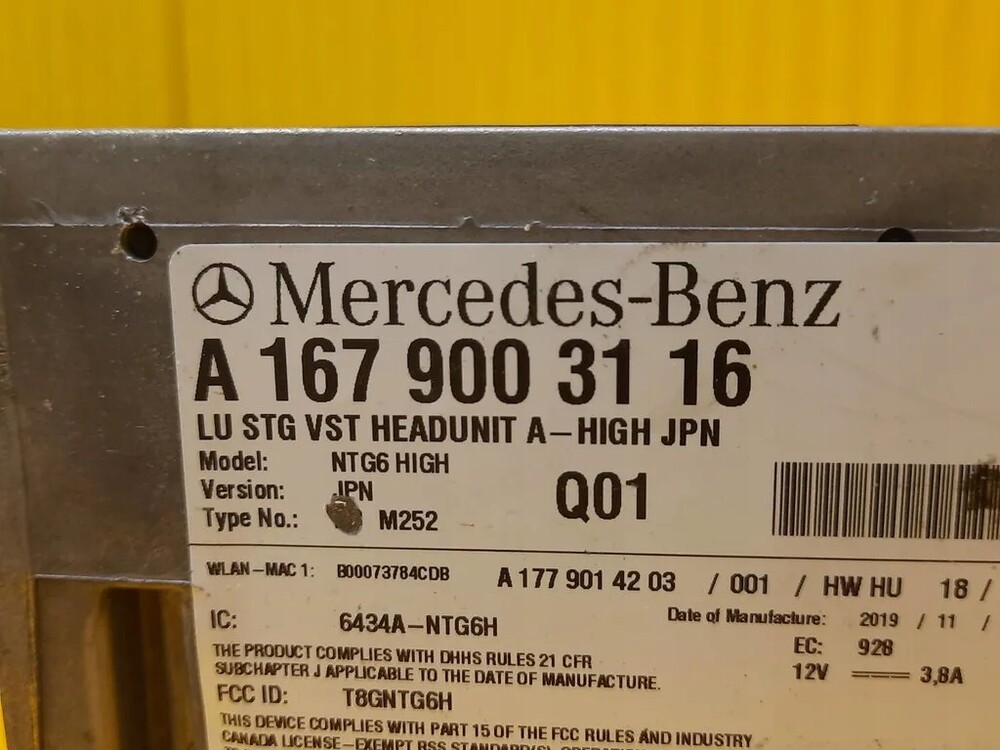 Mercedes-Benz
A 167 900 31 16
LU STG VST HEADUNIT A-HIGH JPN
Model: NTG6 HIGH
Version: JPN
Type No.: M252
Q01
WLAN-MAC 1: B00073784CDB A 177 901 42 03 / 001 / HW HU 18 /
Date of Manufacture: 2019 / 11 /
IC: 6434A-NTG6H
EC: 928
12V 3,8A
THE PRODUCT COMPLIES WITH DHHS RULES 21 CFR
SUBCHAPTER J APPLICABLE TO THE DATE OF MANUFACTURE.
FCC ID: T8GNTG6H
THIS DEVICE COMPLIES WITH PART 15 OF THE FCC RULES AND INDUSTRY
CANADA LICENSE-EXEMPT RSS STANDARD(S).